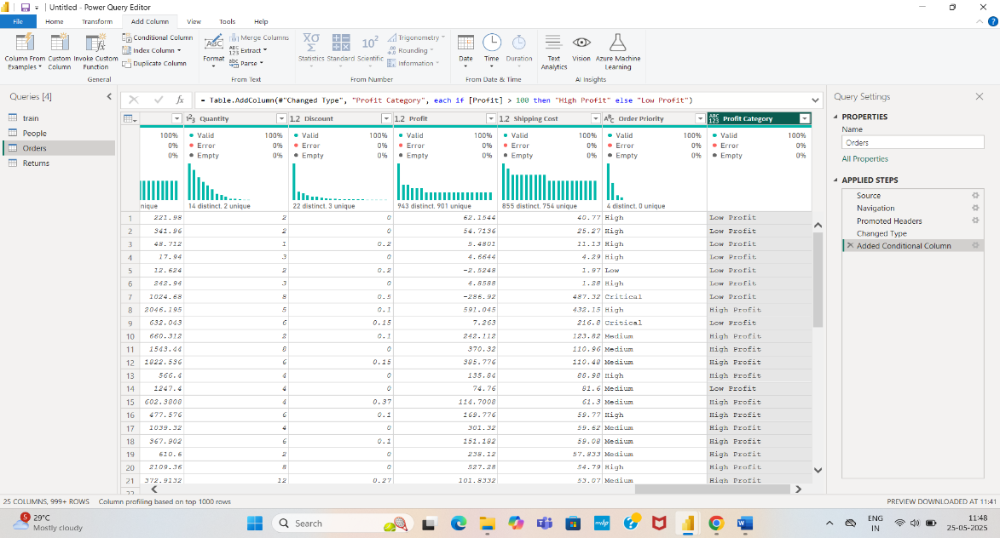 Untitled - Power Query Editor
File Home Transform Add Column View Tools Help
Column From Examples
Custom Column
Invoke Custom Function
Conditional Column
Index Column
Duplicate Column
General
Format
Merge Columns
Extract
Parse
From Text
Statistics
Standard
Scientific
Trigonometry
Rounding
Information
From Number
Date
Time
Duration
From Date & Time
Text Analytics
Vision
Azure Machine Learning
AI Insights
Queries [4]
train
People
Orders
Returns
= Table.AddColumn(#"Changed Type", "Profit Category", each if [Profit] > 100 then "High Profit" else "Low Profit")
Quantity Discount Profit Shipping Cost Order Priority Profit Category
100% Valid 100% Valid 100% Valid 100% Valid 100% Valid 100% Valid 100%
0% Error 0% Error 0% Error 0% Error 0% Error 0% Error 0%
0% Empty 0% Empty 0% Empty 0% Empty 0% Empty 0% Empty 0%
nique 14 distinct, 2 unique 22 distinct, 3 unique 943 distinct, 901 unique 855 distinct, 754 unique 4 distinct, 0 unique
1 221.98 2 0 62.1544 40.77 High Low Profit
2 341.96 2 0 54.7136 25.27 High Low Profit
3 48.712 1 0.2 5.4801 11.13 High Low Profit
4 17.94 3 0 4.6644 4.29 High Low Profit
5 12.624 2 0.2 -2.5248 1.97 Low Low Profit
6 242.94 3 0 4.8588 1.28 High Low Profit
7 1024.68 8 0.5 -286.92 487.32 Critical Low Profit
8 2046.195 5 0.1 591.045 432.15 High High Profit
9 632.043 6 0.15 7.263 216.8 Critical Low Profit
10 660.312 2 0.1 242.112 123.82 Medium High Profit
11 1543.44 8 0 370.32 110.96 Medium High Profit
12 1822.536 6 0.15 385.776 110.48 Medium High Profit
13 566.4 4 0 135.84 88.98 High High Profit
14 1247.4 4 0 74.76 81.6 Medium Low Profit
15 602.3808 4 0.37 114.7008 61.3 Medium High Profit
16 477.576 6 0.1 169.776 59.77 High High Profit
17 1039.32 4 0 301.32 59.62 Medium High Profit
18 367.902 6 0.1 151.182 59.08 Medium High Profit
19 610.6 2 0 238.12 57.833 Medium High Profit
20 2109.36 8 0 527.28 54.79 High High Profit
21 372.9132 12 0.27 101.8332 53.07 Medium High Profit
Query Settings
PROPERTIES
Name
Orders
All Properties
APPLIED STEPS
Source
Navigation
Promoted Headers
Changed Type
Added Conditional Column
25 COLUMNS, 999+ ROWS Column profiling based on top 1000 rows PREVIEW DOWNLOADED AT 11:41
5 29°C
Mostly cloudy
Search
ENG
IN
11:48
25-05-2025